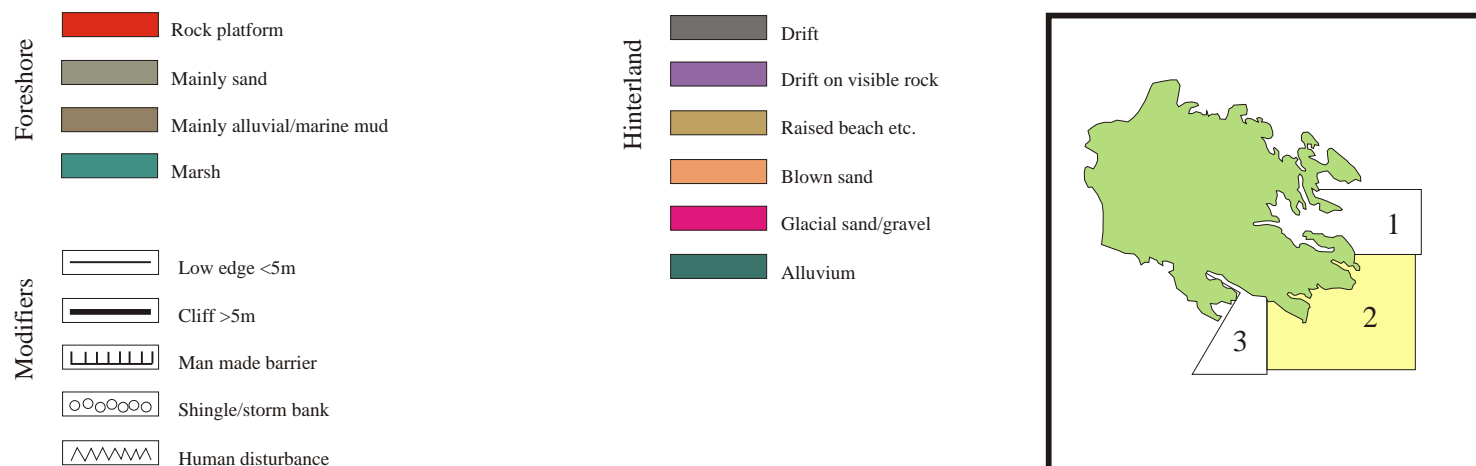 Foreshore
Rock platform
Mainly sand
Mainly alluvial/marine mud
Marsh
Modifiers
Low edge <5m
Cliff >5m
Man made barrier
Shingle/storm bank
Human disturbance
Hinterland
Drift
Drift on visible rock
Raised beach etc.
Blown sand
Glacial sand/gravel
Alluvium
1
2
3